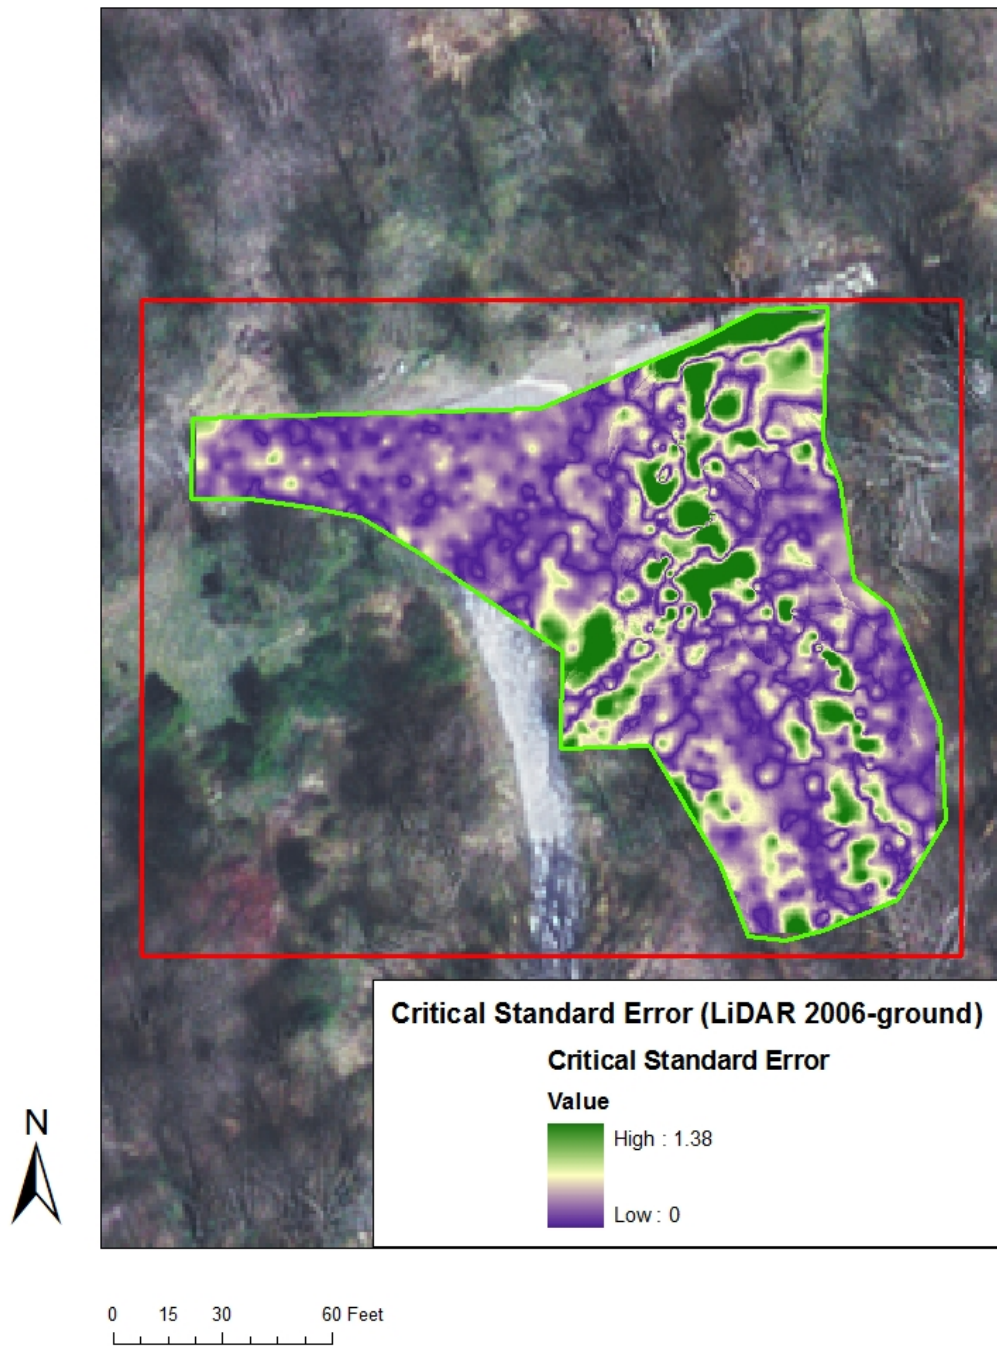 Critical Standard Error (LiDAR 2006-ground)
Critical Standard Error
Value
High : 1.38
Low : 0
N
0 15 30 60 Feet